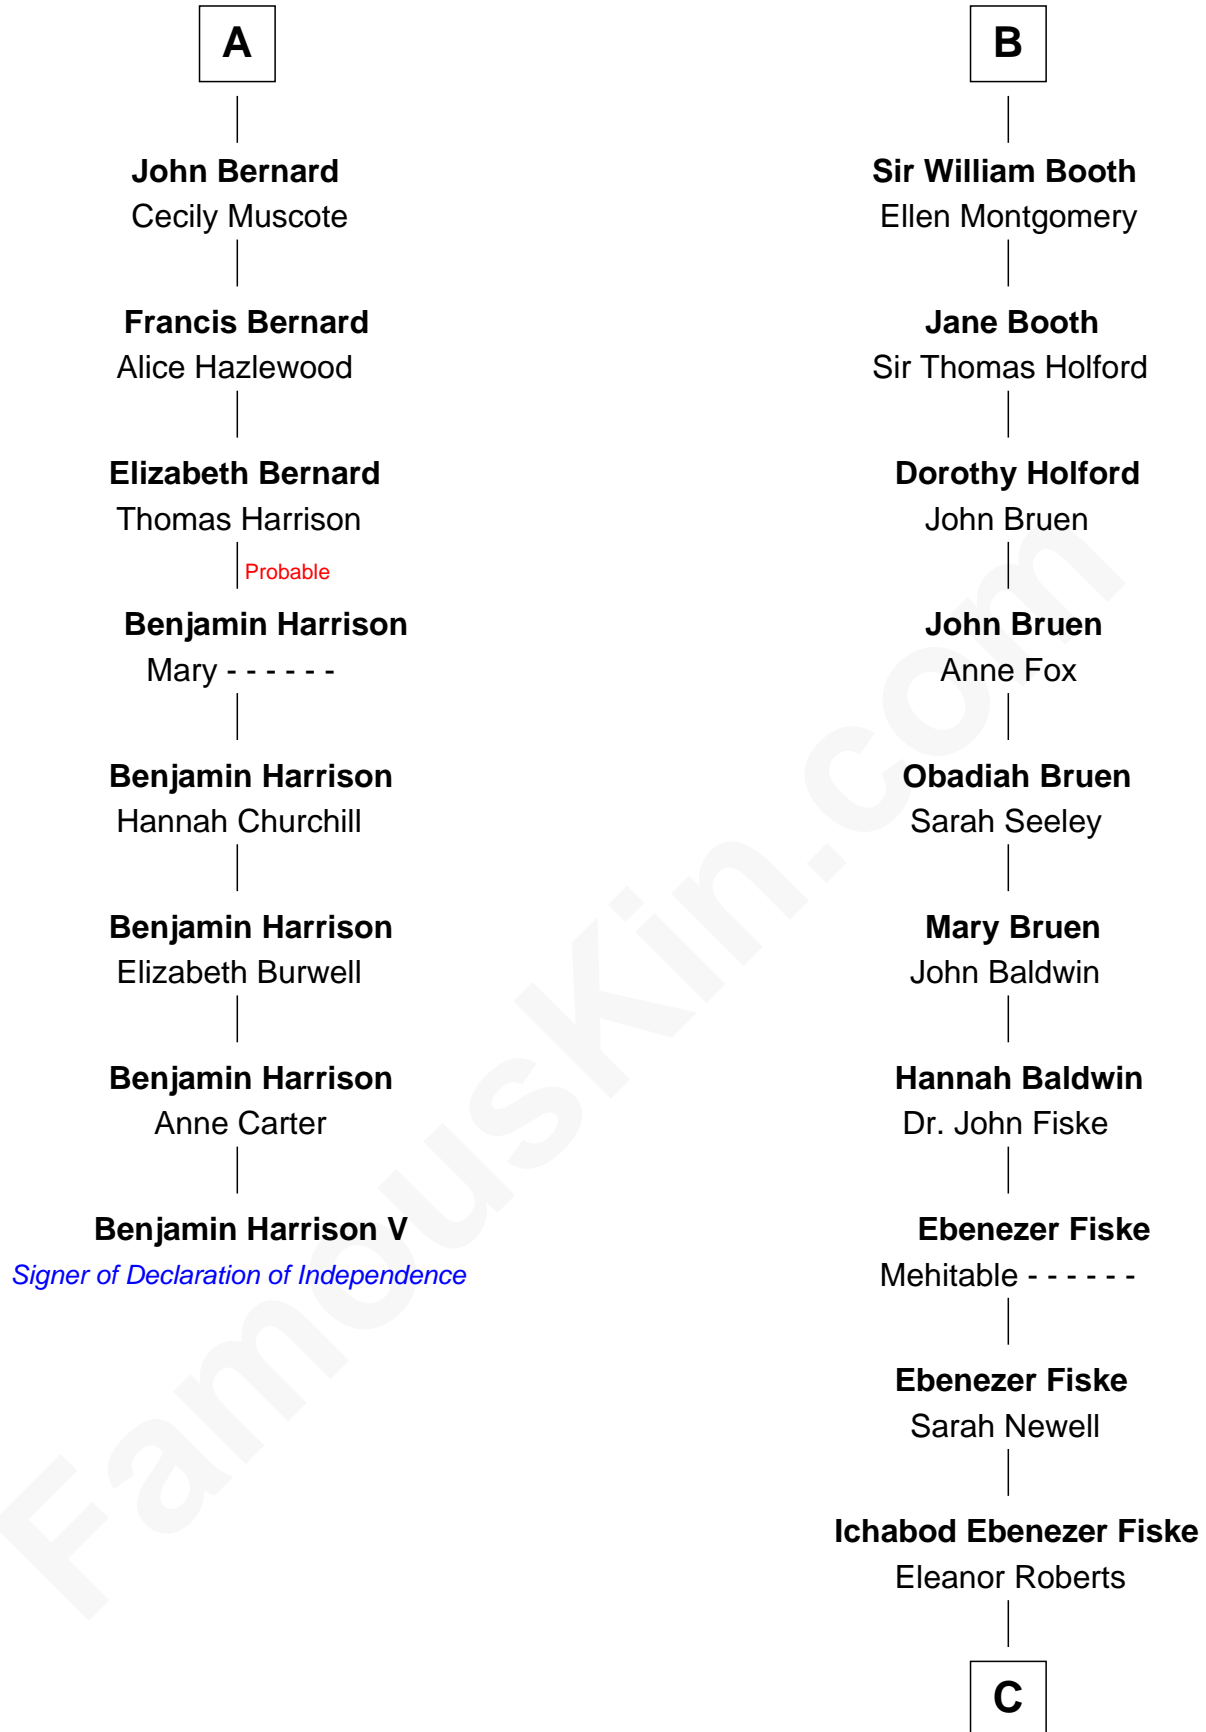 A
John Bernard
Cecily Muscote
Francis Bernard
Alice Hazlewood
Elizabeth Bernard
Thomas Harrison
Probable
Benjamin Harrison
Mary - - - - - -
Benjamin Harrison
Hannah Churchill
Benjamin Harrison
Elizabeth Burwell
Benjamin Harrison
Anne Carter
Benjamin Harrison V
Signer of Declaration of Independence
B
Sir William Booth
Ellen Montgomery
Jane Booth
Sir Thomas Holford
Dorothy Holford
John Bruen
John Bruen
Anne Fox
Obadiah Bruen
Sarah Seeley
Mary Bruen
John Baldwin
Hannah Baldwin
Dr. John Fiske
Ebenezer Fiske
Mehitable - - - - - -
Ebenezer Fiske
Sarah Newell
Ichabod Ebenezer Fiske
Eleanor Roberts
C
FamousKin.com